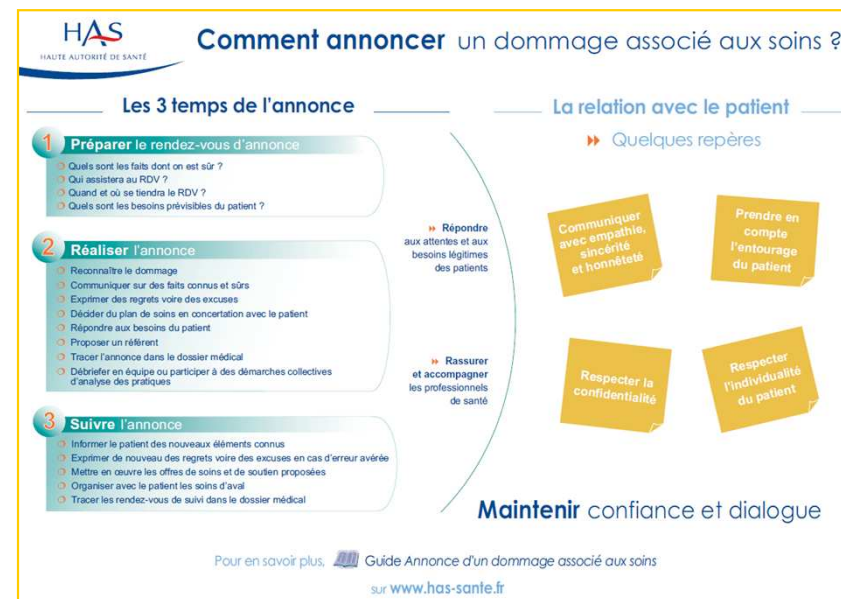 HAS
HAUTE AUTORITÉ DE SANTÉ
Comment annoncer un dommage associé aux soins ?
Les 3 temps de l'annonce
1 Préparer le rendez-vous d'annonce
Quels sont les faits dont on est sûr ?
Qui assistera au RDV ?
Quand et où se tiendra le RDV ?
Quels sont les besoins prévisibles du patient ?
2 Réaliser l'annonce
Reconnaître le dommage
Communiquer sur des faits connus et sûrs
Exprimer des regrets voire des excuses
Décider du plan de soins en concertation avec le patient
Répondre aux besoins du patient
Proposer un référent
Tracer l'annonce dans le dossier médical
Débriefer en équipe ou participer à des démarches collectives
d'analyse des pratiques
3 Suivre l'annonce
Informer le patient des nouveaux éléments connus
Exprimer de nouveau des regrets voire des excuses en cas d'erreur avérée
Mettre en œuvre les offres de soins et de soutien proposées
Organiser avec le patient les soins d'aval
Tracer les rendez-vous de suivi dans le dossier médical
Répondre
aux attentes et aux
besoins légitimes
des patients
Rassurer
et accompagner
les professionnels
de santé
La relation avec le patient
Quelques repères
Communiquer
avec empathie,
sincérité
et honnêteté
Prendre en
compte
l'entourage
du patient
Respecter la
confidentialité
Respecter
l'individualité
du patient
Maintenir confiance et dialogue
Pour en savoir plus, Guide Annonce d'un dommage associé aux soins
sur www.has-sante.fr